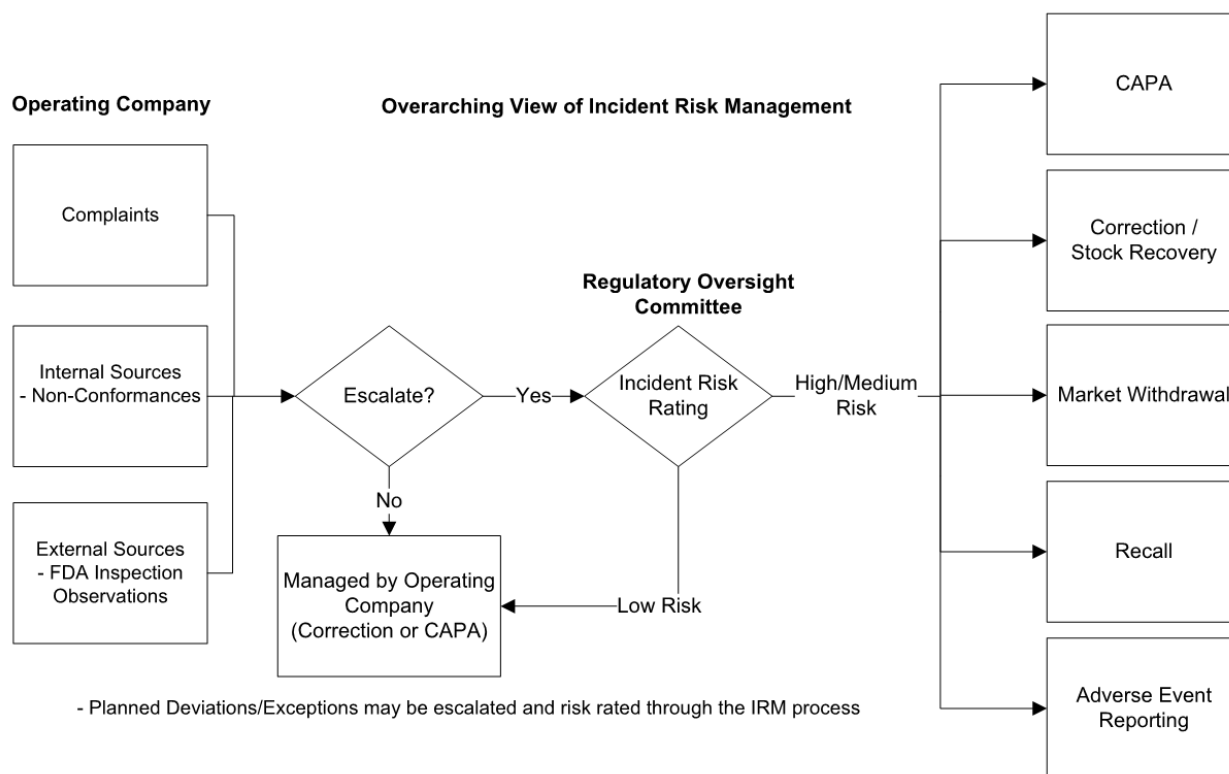 Operating Company
Overarching View of Incident Risk Management
Complaints
Internal Sources
- Non-Conformances
External Sources
- FDA Inspection
Observations
Escalate?
Yes
No
Managed by Operating
Company
(Correction or CAPA)
Regulatory Oversight
Committee
Incident Risk
Rating
High/Medium
Risk
Low Risk
CAPA
Correction /
Stock Recovery
Market Withdrawal
Recall
Adverse Event
Reporting
- Planned Deviations/Exceptions may be escalated and risk rated through the IRM process